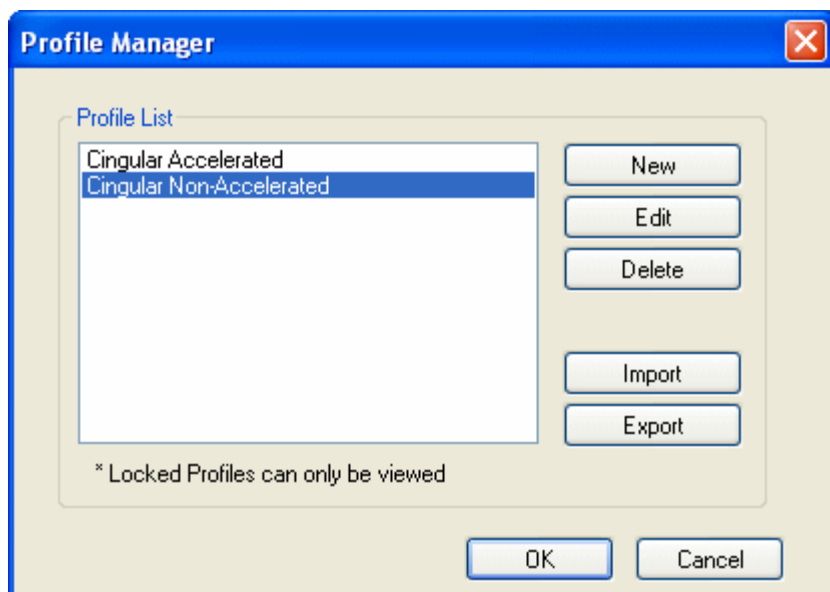 Profile Manager
Profile List
Cingular Accelerated
Cingular Non-Accelerated
New
Edit
Delete
Import
Export
* Locked Profiles can only be viewed
OK
Cancel